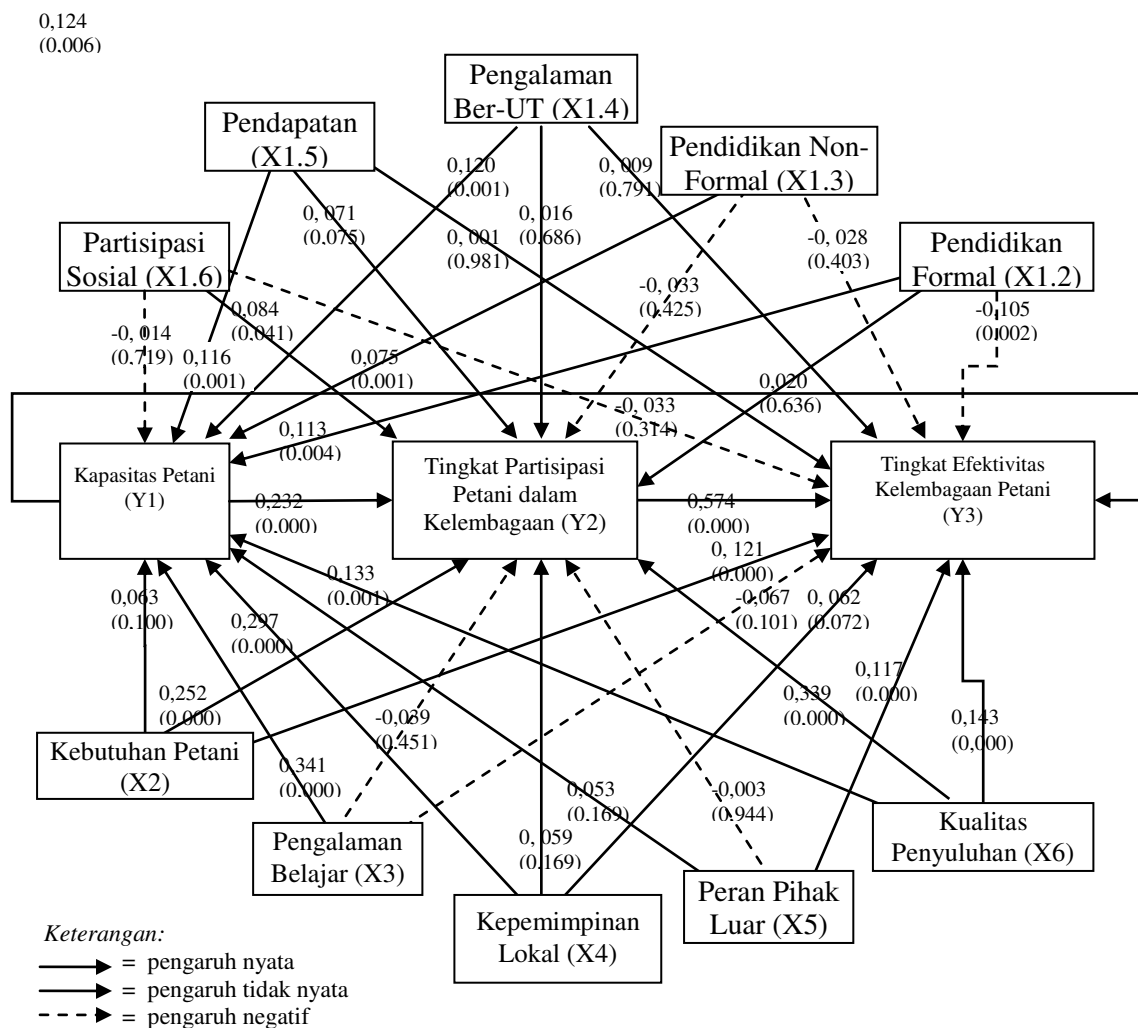 0,124
(0,006)
Pengalaman
Ber-UT (X1.4)
Pendapatan
(X1.5)
Pendidikan Non-
Formal (X1.3)
Partisipasi
Sosial (X1.6)
Pendidikan
Formal (X1.2)
0,120
(0.001)
0, 009
(0.791)
0, 071
(0.075)
0, 016
(0.686)
0, 001
(0.981)
-0, 028
(0.403)
-0, 033
(0.425)
-0,105
(0.002)
0,084
(0.041)
-0, 014
(0.719)
0,116
(0.001)
0,075
(0.001)
0,020
(0.636)
-0, 033
(0.314)
0,113
(0.004)
Kapasitas Petani
(Y1)
Tingkat Partisipasi
Petani dalam
Kelembagaan (Y2)
Tingkat Efektivitas
Kelembagaan Petani
(Y3)
0,232
(0.000)
0,574
(0.000)
0, 121
(0.000)
0,133
(0.001)
0,063
(0.100)
0,297
(0.000)
-0,067
(0.101)
0, 062
(0.072)
0,117
(0.000)
0,252
(0.000)
-0,039
(0.451)
0,339
(0.000)
0,143
(0,000)
Kebutuhan Petani
(X2)
0,341
(0.000)
0,053
(0.169)
-0,003
(0.944)
0, 059
(0.169)
Pengalaman
Belajar (X3)
Kualitas
Penyuluhan (X6)
Peran Pihak
Luar (X5)
Kepemimpinan
Lokal (X4)
Keterangan:
= pengaruh nyata
= pengaruh tidak nyata
= pengaruh negatif